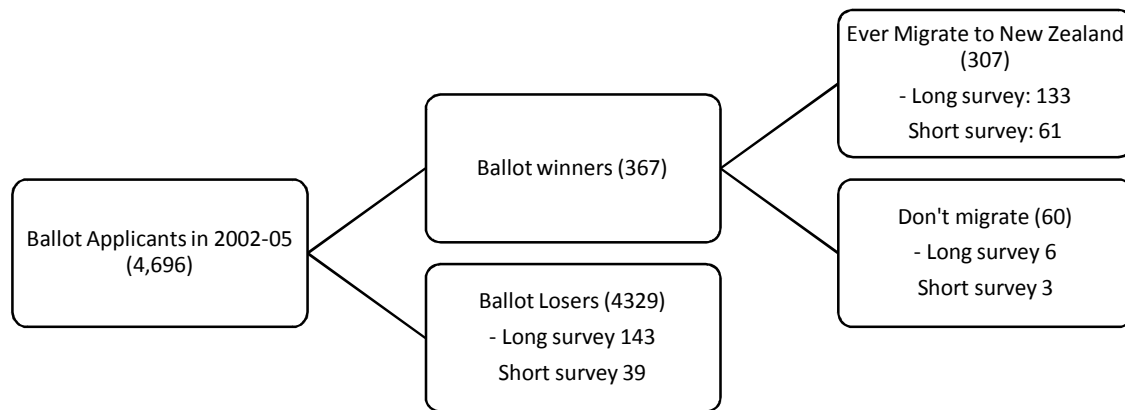 Ballot Applicants in 2002-05
(4,696)
Ballot winners (367)
Ballot Losers (4329)
- Long survey 143
Short survey 39
Ever Migrate to New Zealand
(307)
- Long survey: 133
Short survey: 61
Don't migrate (60)
- Long survey 6
Short survey 3